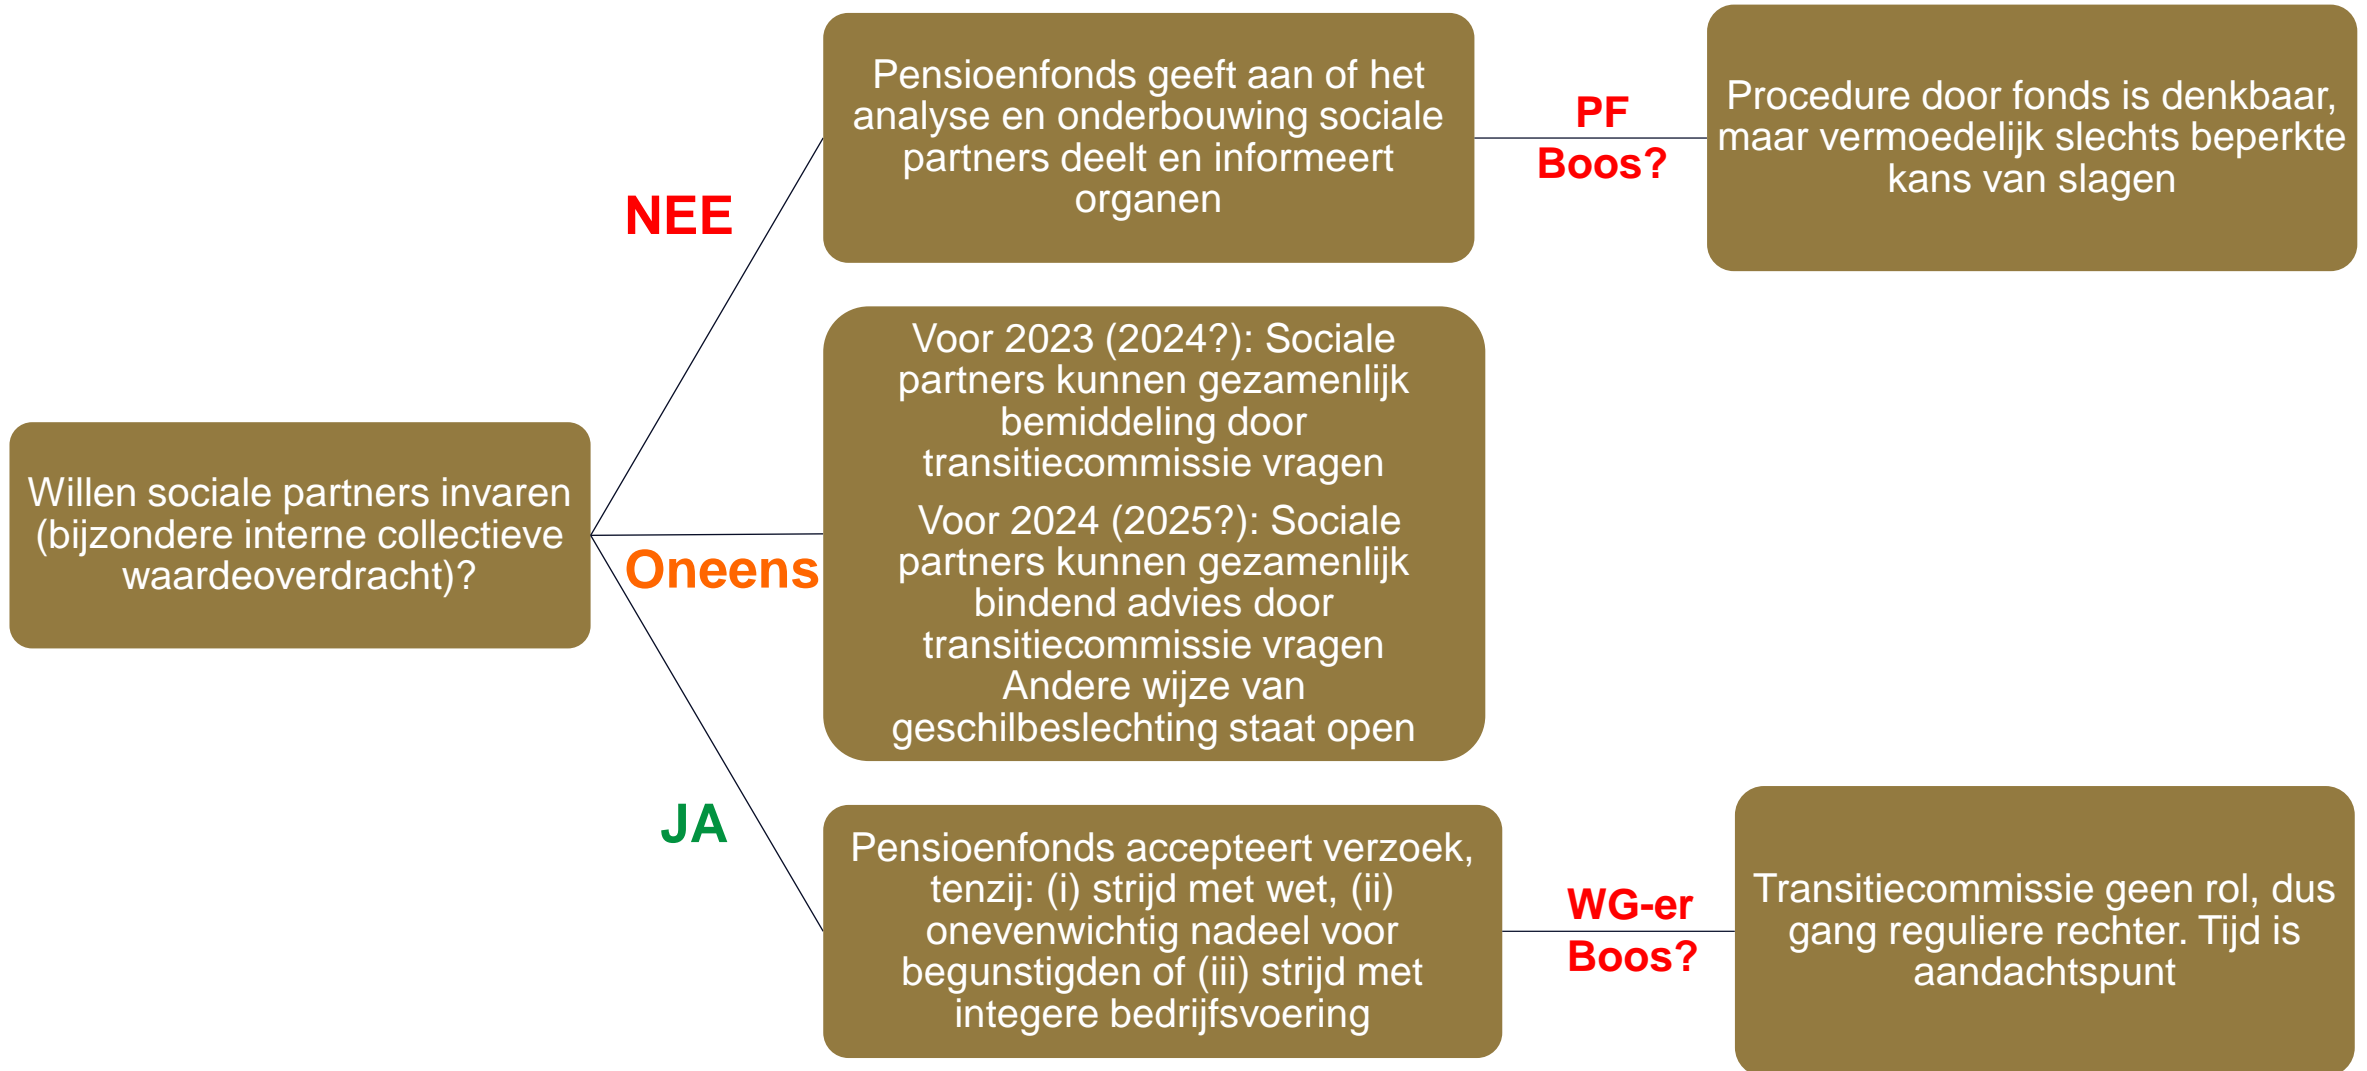 Willen sociale partners invaren
(bijzondere interne collectieve
waardeoverdracht)?
NEE
Pensioenfonds geeft aan of het
analyse en onderbouwing sociale
partners deelt en informeert
organen
PF
Boos?
Procedure door fonds is denkbaar,
maar vermoedelijk slechts beperkte
kans van slagen
Oneens
Voor 2023 (2024?): Sociale
partners kunnen gezamenlijk
bemiddeling door
transitiecommissie vragen
Voor 2024 (2025?): Sociale
partners kunnen gezamenlijk
bindend advies door
transitiecommissie vragen
Andere wijze van
geschilbeslechting staat open
JA
Pensioenfonds accepteert verzoek,
tenzij: (i) strijd met wet, (ii)
onevenwichtig nadeel voor
begunstigden of (iii) strijd met
integere bedrijfsvoering
WG-er
Boos?
Transitiecommissie geen rol, dus
gang reguliere rechter. Tijd is
aandachtspunt